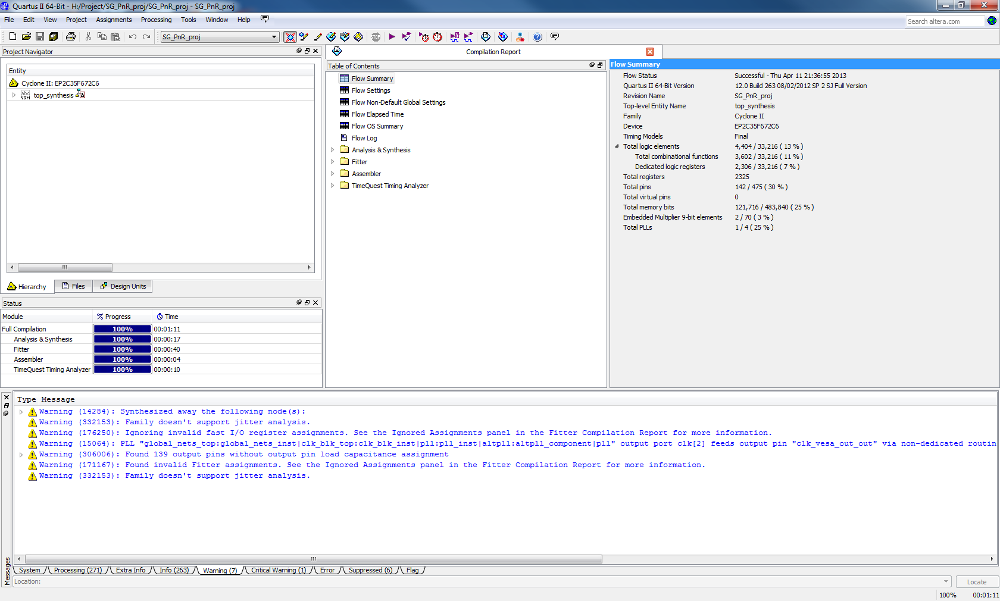 Quartus II 64-Bit - H:/Project/SG_PnR_proj/SG_PnR_proj - SG_PnR_proj
File Edit View Project Assignments Processing Tools Window Help
Search altera.com
SG_PnR_proj
STOP
Project Navigator
Entity
Cyclone II: EP2C35F672C6
abc
VQM
top_synthesis
Hierarchy Files Design Units
Status
Module % Progress Time
Full Compilation 100% 00:01:11
Analysis & Synthesis 100% 00:00:17
Fitter 100% 00:00:40
Assembler 100% 00:00:04
TimeQuest Timing Analyzer 100% 00:00:10
Compilation Report
Table of Contents
Flow Summary
Flow Settings
Flow Non-Default Global Settings
Flow Elapsed Time
Flow OS Summary
Flow Log
Analysis & Synthesis
Fitter
Assembler
TimeQuest Timing Analyzer
Flow Summary
Flow Status Successful - Thu Apr 11 21:36:55 2013
Quartus II 64-Bit Version 12.0 Build 263 08/02/2012 SP 2 SJ Full Version
Revision Name SG_PnR_proj
Top-level Entity Name top_synthesis
Family Cyclone II
Device EP2C35F672C6
Timing Models Final
Total logic elements 4,404 / 33,216 ( 13 % )
Total combinational functions 3,602 / 33,216 ( 11 % )
Dedicated logic registers 2,306 / 33,216 ( 7 % )
Total registers 2325
Total pins 142 / 475 ( 30 % )
Total virtual pins 0
Total memory bits 121,716 / 483,840 ( 25 % )
Embedded Multiplier 9-bit elements 2 / 70 ( 3 % )
Total PLLs 1 / 4 ( 25 % )
Type Message
Warning (14284): Synthesized away the following node(s):
Warning (332153): Family doesn't support jitter analysis.
Warning (176250): Ignoring invalid fast I/O register assignments. See the Ignored Assignments panel in the Fitter Compilation Report for more information.
Warning (15064): PLL "global_nets_top:global_nets_inst|clk_blk_top:clk_blk_inst|pll:pll_inst|altpll:altpll_component|pll" output port clk[2] feeds output pin "clk_vesa_out_out" via non-dedicated routin
Warning (306006): Found 139 output pins without output pin load capacitance assignment
Warning (171167): Found invalid Fitter assignments. See the Ignored Assignments panel in the Fitter Compilation Report for more information.
Warning (332153): Family doesn't support jitter analysis.
Messages
System Processing (271) Extra Info Info (263) Warning (7) Critical Warning (1) Error Suppressed (6) Flag
Location: Locate
100% 00:01:11